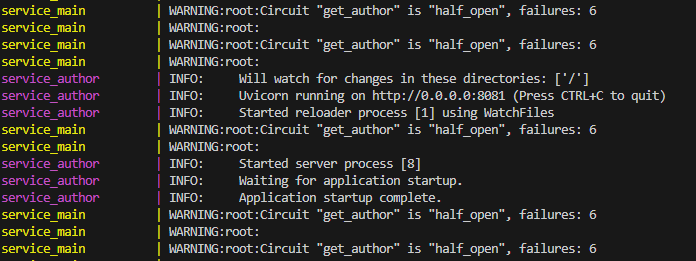 service_main | WARNING:root:Circuit "get_author" is "half_open", failures: 6
service_main | WARNING:root:
service_main | WARNING:root:Circuit "get_author" is "half_open", failures: 6
service_main | WARNING:root:
service_author | INFO: Will watch for changes in these directories: ['/']
service_author | INFO: Uvicorn running on http://0.0.0.0:8081 (Press CTRL+C to quit)
service_author | INFO: Started reloader process [1] using WatchFiles
service_main | WARNING:root:Circuit "get_author" is "half_open", failures: 6
service_main | WARNING:root:
service_author | INFO: Started server process [8]
service_author | INFO: Waiting for application startup.
service_author | INFO: Application startup complete.
service_main | WARNING:root:Circuit "get_author" is "half_open", failures: 6
service_main | WARNING:root:
service_main | WARNING:root:Circuit "get_author" is "half_open", failures: 6